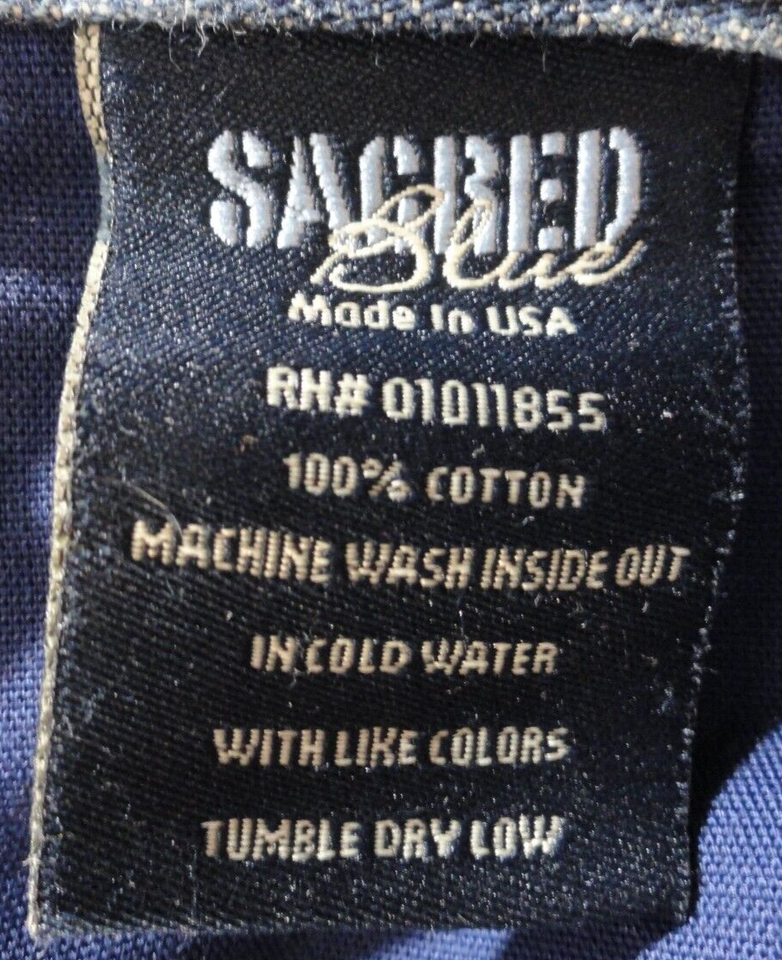 SACRED
Blue
Made In USA
RH# 01011855
100% COTTON
MACHINE WASH INSIDE OUT
IN COLD WATER
WITH LIKE COLORS
TUMBLE DRY LOW